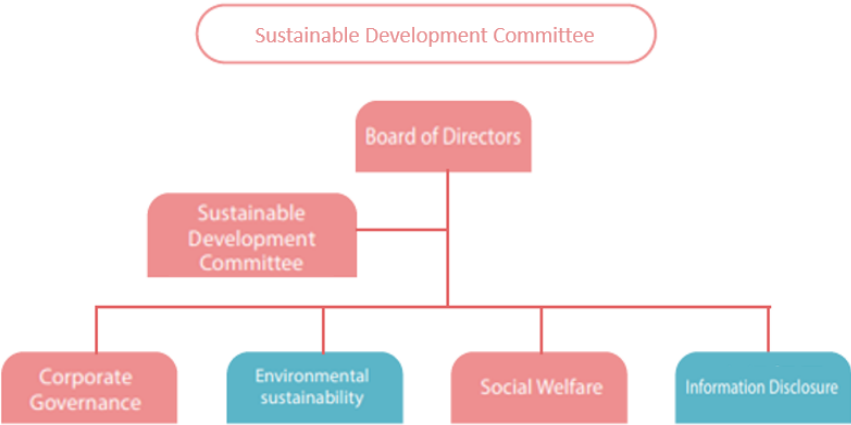 Sustainable Development Committee
Board of Directors
Sustainable
Development
Committee
Corporate
Governance
Environmental
sustainability
Social Welfare
Information Disclosure